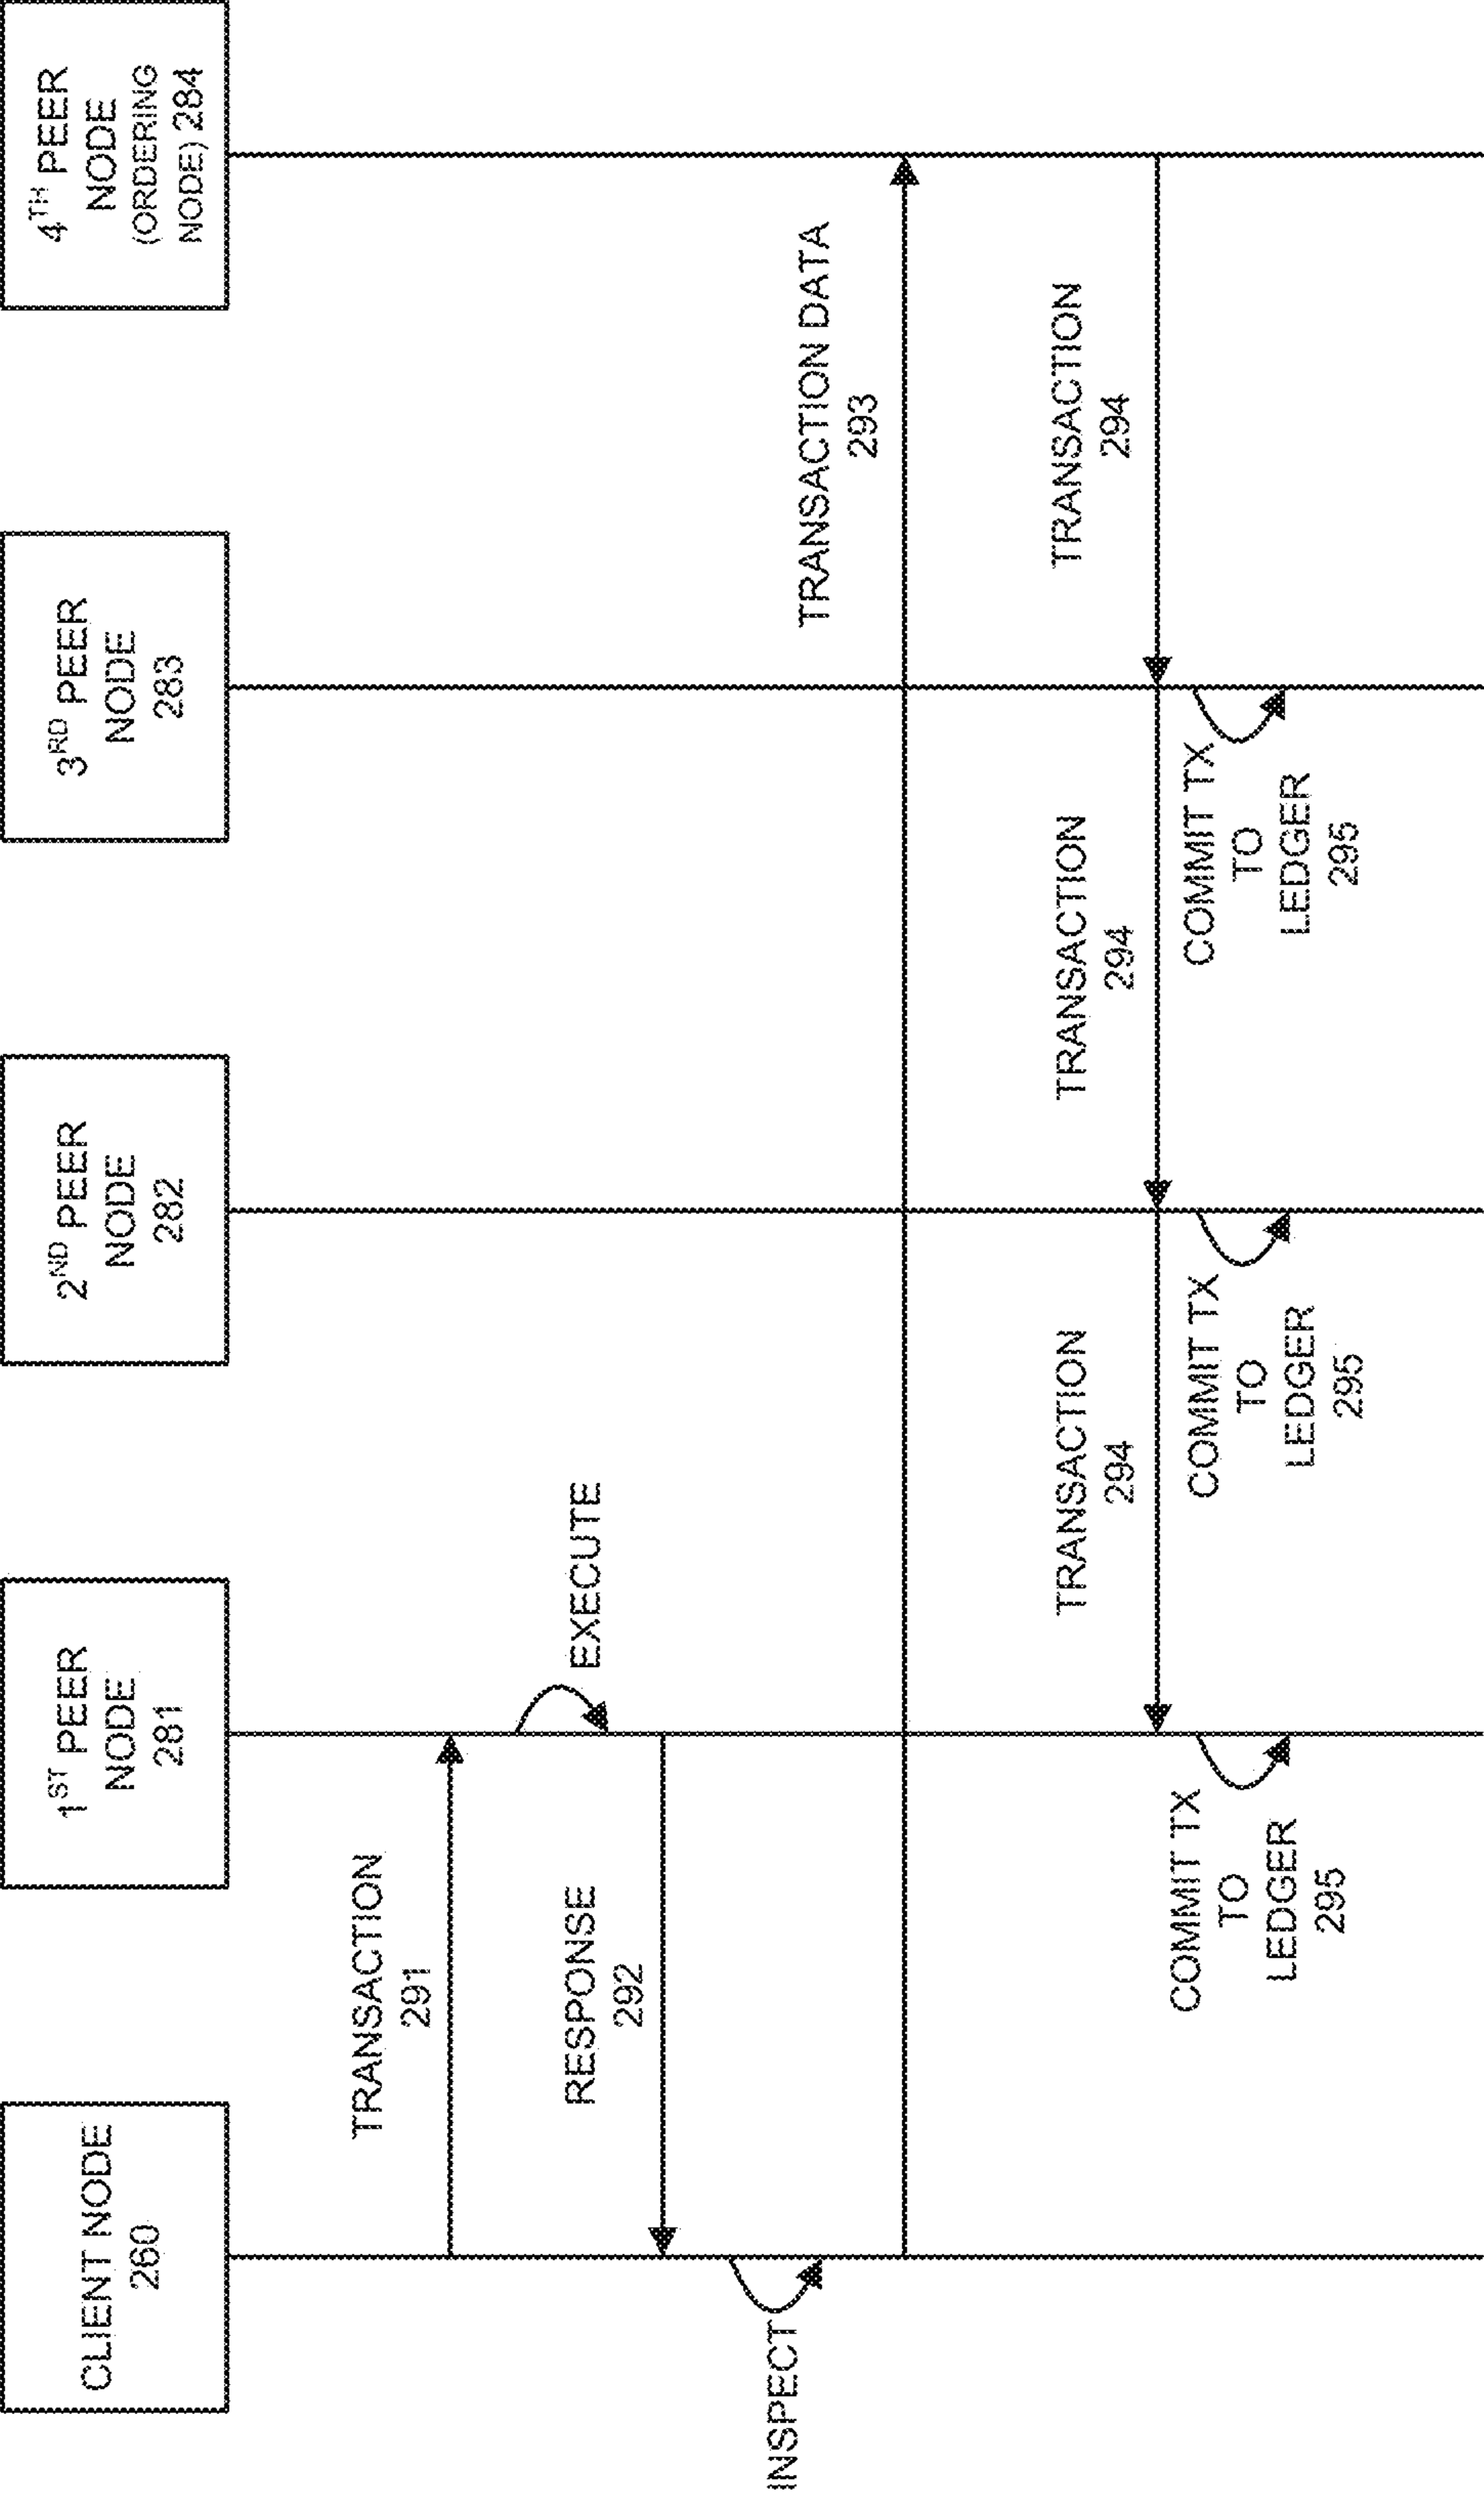 CLIENT NODE
260
1ST PEER
NODE
281
2ND PEER
NODE
282
3RD PEER
NODE
283
4TH PEER
NODE
(ORDERING
NODE) 284
TRANSACTION
291
EXECUTE
RESPONSE
292
INSPECT
TRANSACTION DATA
293
TRANSACTION
294
TRANSACTION
294
TRANSACTION
294
COMMIT TX
TO
LEDGER
295
COMMIT TX
TO
LEDGER
295
COMMIT TX
TO
LEDGER
295